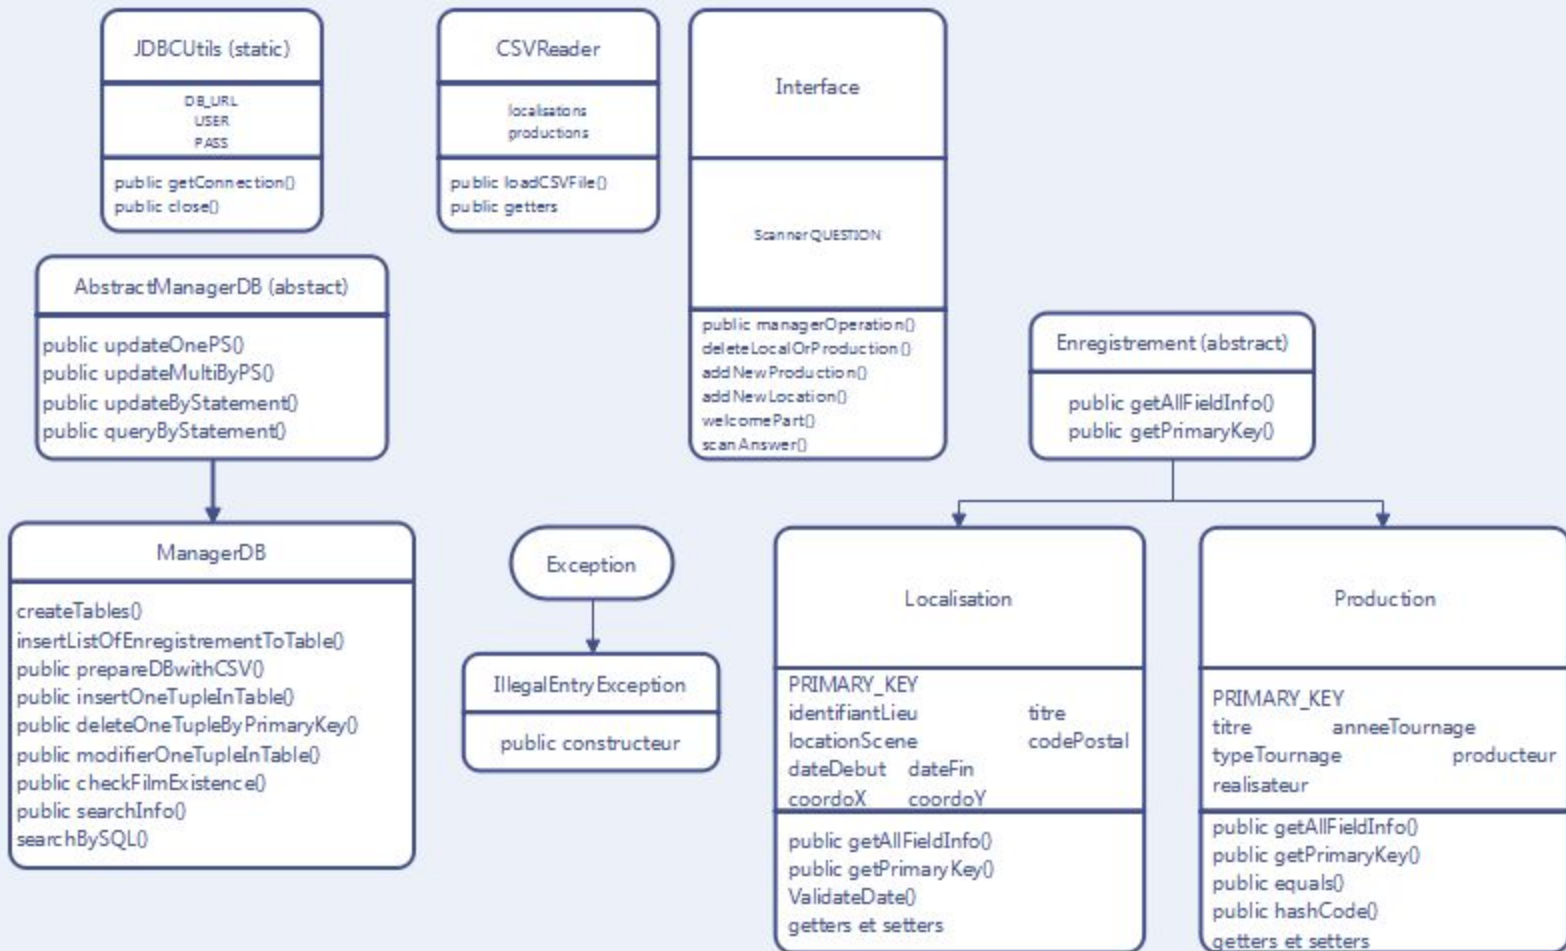 JDBCUtils (static)
DB_URL
USER
PASS
public getConnection()
public close()
CSVReader
localisations
productions
public loadCSVFile()
public getters
Interface
Scanner QUESTION
public managerOperation()
deleteLocalOrProduction()
addNewProduction()
addNewLocation()
welcomePart()
scanAnswer()
AbstractManagerDB (abstact)
public updateOnePS()
public updateMultiByPS()
public updateByStatement()
public queryByStatement()
Enregistrement (abstract)
public getAllFieldInfo()
public getPrimaryKey()
ManagerDB
createTables()
insertListOfEnregistrementToTable()
public prepareDBwithCSV()
public insertOneTupleInTable()
public deleteOneTupleByPrimaryKey()
public modifierOneTupleInTable()
public checkFilmExistence()
public searchInfo()
searchBySQL()
Exception
IllegalEntryException
public constructeur
Localisation
PRIMARY_KEY
identifiantLieu titre
locationScene codePostal
dateDebut dateFin
coordoX coordoY
public getAllFieldInfo()
public getPrimaryKey()
ValidateDate()
getters et setters
Production
PRIMARY_KEY
titre anneeTournage
typeTournage producteur
realisateur
public getAllFieldInfo()
public getPrimaryKey()
public equals()
public hashCode()
getters et setters